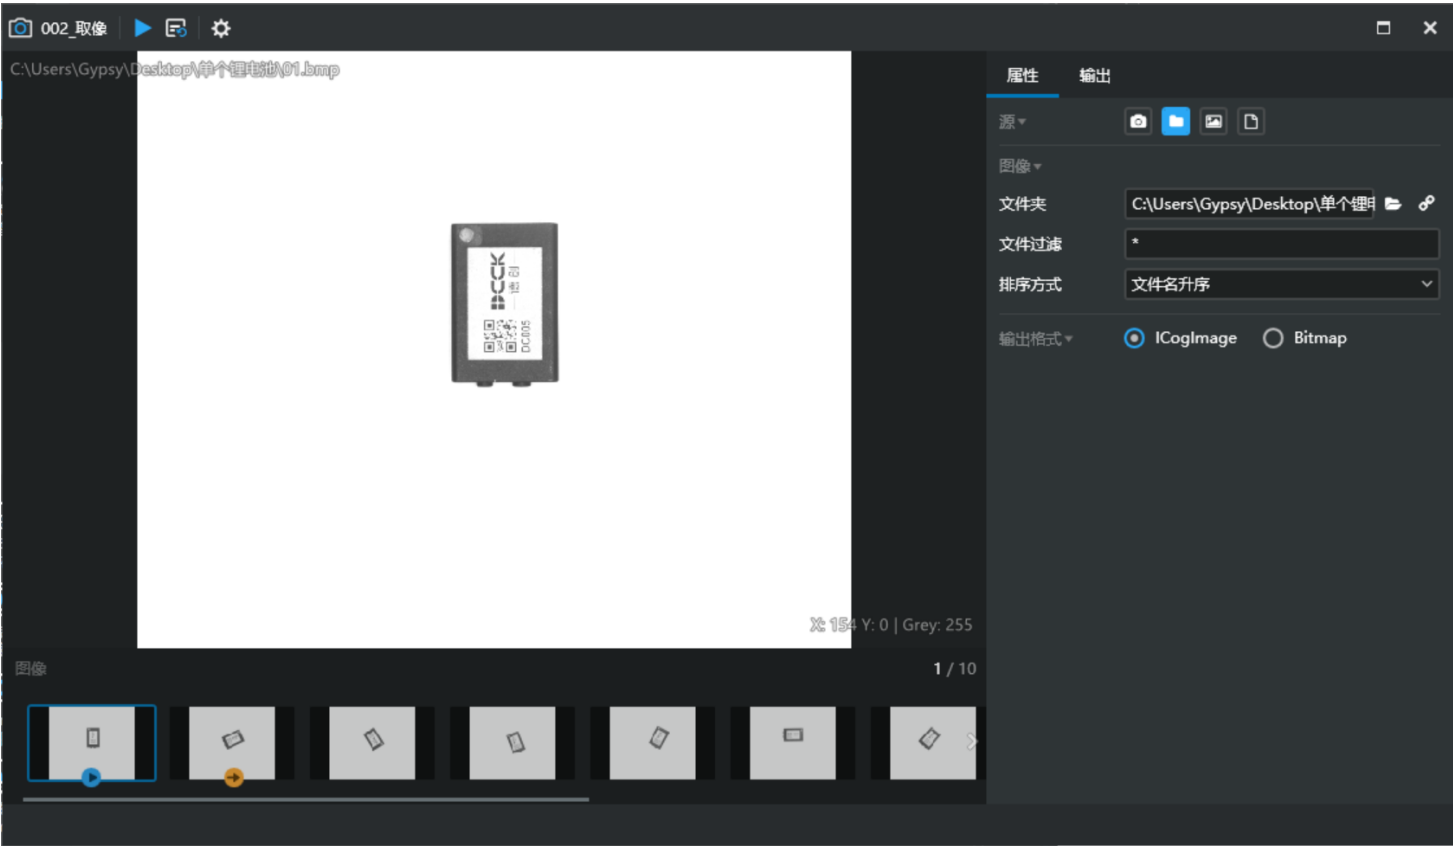 002_取像
C:\Users\Gypsy\Desktop\单个锂电池\01.bmp
DCCK
德创
DC005
X: 154 Y: 0 | Grey: 255
图像
1 / 10
属性 输出
源
图像
文件夹 C:\Users\Gypsy\Desktop\单个锂
文件过滤 *
排序方式 文件名升序
输出格式 ICogImage Bitmap